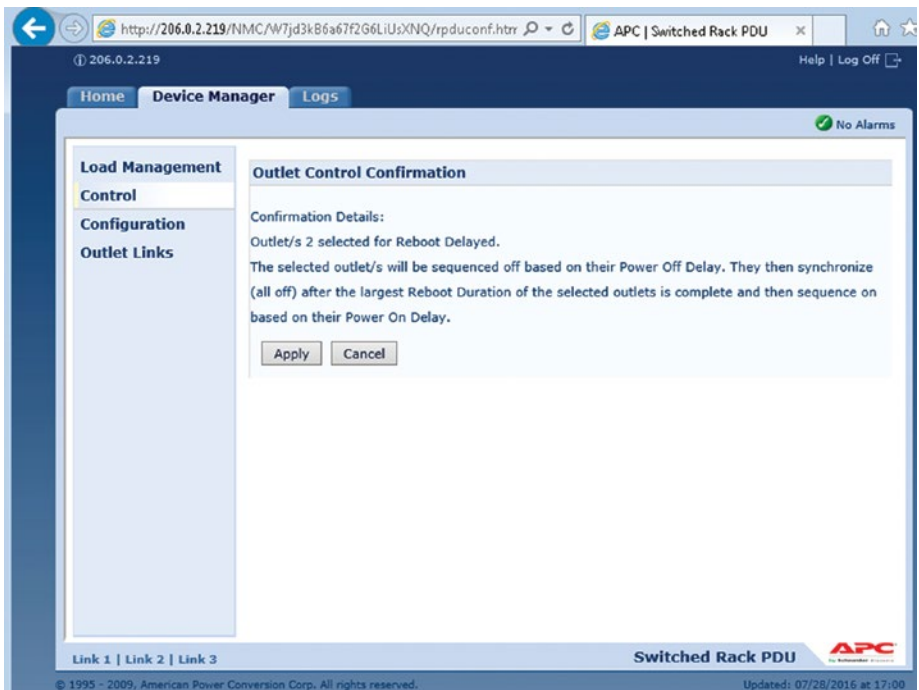 http://206.0.2.219/NMC/W7jd3kB6a67f2G6LiUsXNQ/rpduconf.htm
APC | Switched Rack PDU
206.0.2.219
Help | Log Off
Home
Device Manager
Logs
No Alarms
Load Management
Control
Configuration
Outlet Links
Outlet Control Confirmation
Confirmation Details:
Outlet/s 2 selected for Reboot Delayed.
The selected outlet/s will be sequenced off based on their Power Off Delay. They then synchronize
(all off) after the largest Reboot Duration of the selected outlets is complete and then sequence on
based on their Power On Delay.
Apply
Cancel
Link 1 | Link 2 | Link 3
Switched Rack PDU
APC
by Schneider Electric
© 1995 - 2009, American Power Conversion Corp. All rights reserved.
Updated: 07/28/2016 at 17:00